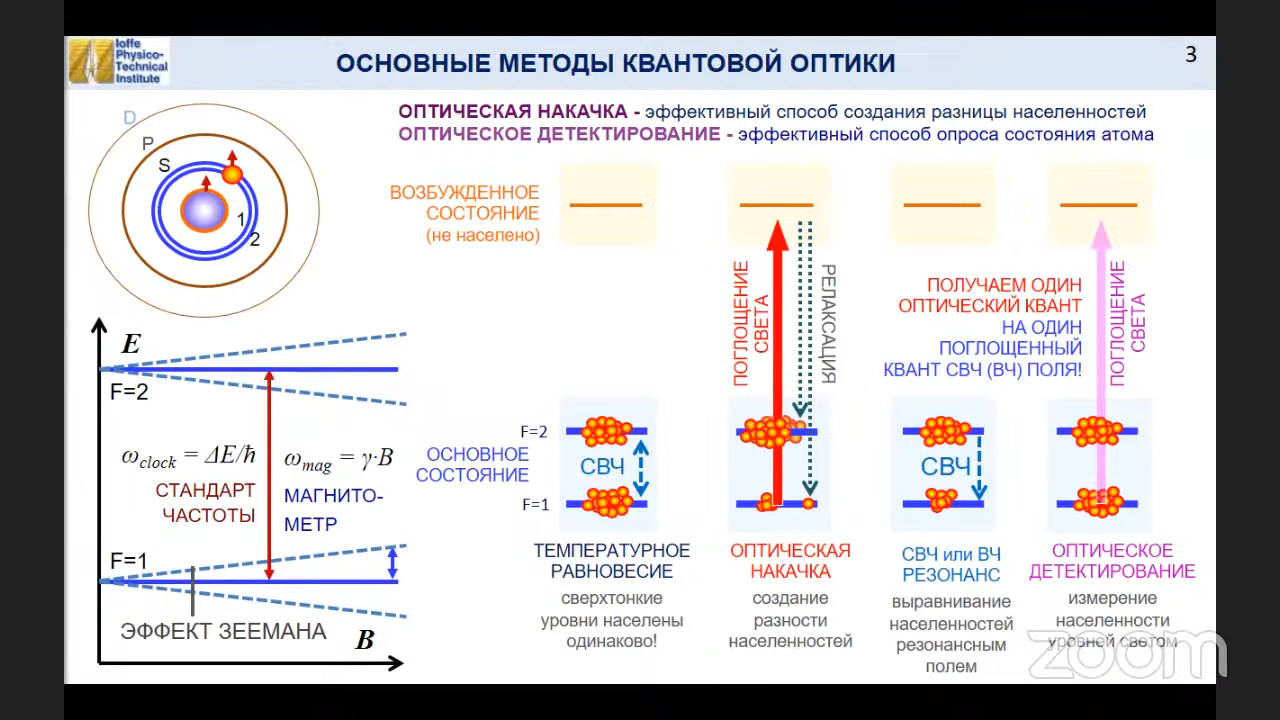 Ioffe
Physico-
Technical
Institute
ОСНОВНЫЕ МЕТОДЫ КВАНТОВОЙ ОПТИКИ
3
ОПТИЧЕСКАЯ НАКАЧКА - эффективный способ создания разницы населенностей
ОПТИЧЕСКОЕ ДЕТЕКТИРОВАНИЕ - эффективный способ опроса состояния атома
D
P
S
1
2
ВОЗБУЖДЕННОЕ
СОСТОЯНИЕ
(не населено)
ПОГЛОЩЕНИЕ
СВЕТА
РЕЛАКСАЦИЯ
ПОЛУЧАЕМ ОДИН
ОПТИЧЕСКИЙ КВАНТ
НА ОДИН
ПОГЛОЩЕННЫЙ
КВАНТ СВЧ (ВЧ) ПОЛЯ!
ПОГЛОЩЕНИЕ
СВЕТА
E
F=2
ω_clock = ΔE/ħ
СТАНДАРТ
ЧАСТОТЫ
ω_mag = γ·B
МАГНИТО-
МЕТР
F=1
ЭФФЕКТ ЗЕЕМАНА
B
F=2
ОСНОВНОЕ
СОСТОЯНИЕ
F=1
СВЧ
СВЧ
ТЕМПЕРАТУРНОЕ
РАВНОВЕСИЕ
сверхтонкие
уровни населены
одинаково!
ОПТИЧЕСКАЯ
НАКАЧКА
создание
разности
населенностей
СВЧ или ВЧ
РЕЗОНАНС
выравнивание
населенностей
резонансным
полем
ОПТИЧЕСКОЕ
ДЕТЕКТИРОВАНИЕ
измерение
населенности
уровней светом
zoom